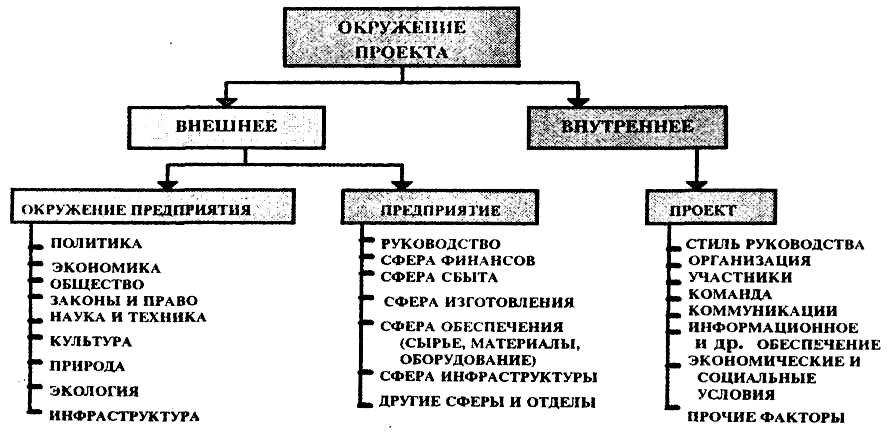 ОКРУЖЕНИЕ
ПРОЕКТА
ВНЕШНЕЕ
ВНУТРЕННЕЕ
ОКРУЖЕНИЕ ПРЕДПРИЯТИЯ
ПОЛИТИКА
ЭКОНОМИКА
ОБЩЕСТВО
ЗАКОНЫ И ПРАВО
НАУКА И ТЕХНИКА
КУЛЬТУРА
ПРИРОДА
ЭКОЛОГИЯ
ИНФРАСТРУКТУРА
ПРЕДПРИЯТИЕ
РУКОВОДСТВО
СФЕРА ФИНАНСОВ
СФЕРА СБЫТА
СФЕРА ИЗГОТОВЛЕНИЯ
СФЕРА ОБЕСПЕЧЕНИЯ
(СЫРЬЕ, МАТЕРИАЛЫ,
ОБОРУДОВАНИЕ)
СФЕРА ИНФРАСТРУКТУРЫ
ДРУГИЕ СФЕРЫ И ОТДЕЛЫ
ПРОЕКТ
СТИЛЬ РУКОВОДСТВА
ОРГАНИЗАЦИЯ
УЧАСТНИКИ
КОМАНДА
КОММУНИКАЦИИ
ИНФОРМАЦИОННОЕ
И ДР. ОБЕСПЕЧЕНИЕ
ЭКОНОМИЧЕСКИЕ И
СОЦИАЛЬНЫЕ
УСЛОВИЯ
ПРОЧИЕ ФАКТОРЫ